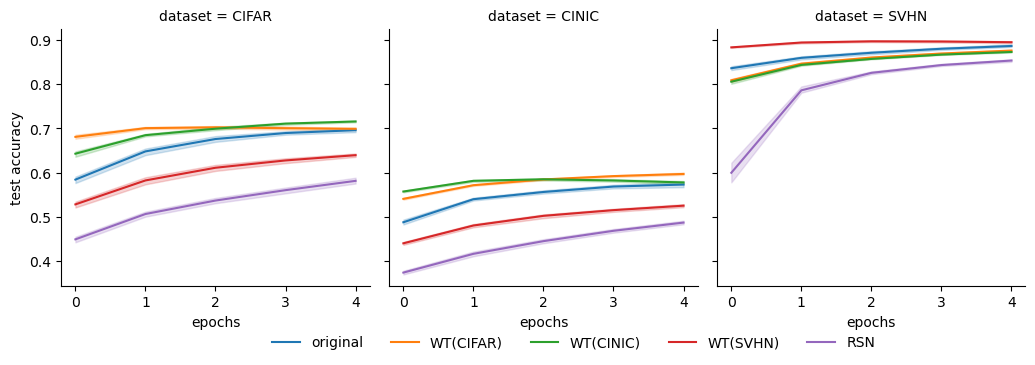 dataset = CIFAR
dataset = CINIC
dataset = SVHN
test accuracy
0.9
0.8
0.7
0.6
0.5
0.4
0 1 2 3 4
0 1 2 3 4
0 1 2 3 4
epochs
epochs
epochs
original WT(CIFAR) WT(CINIC) WT(SVHN) RSN